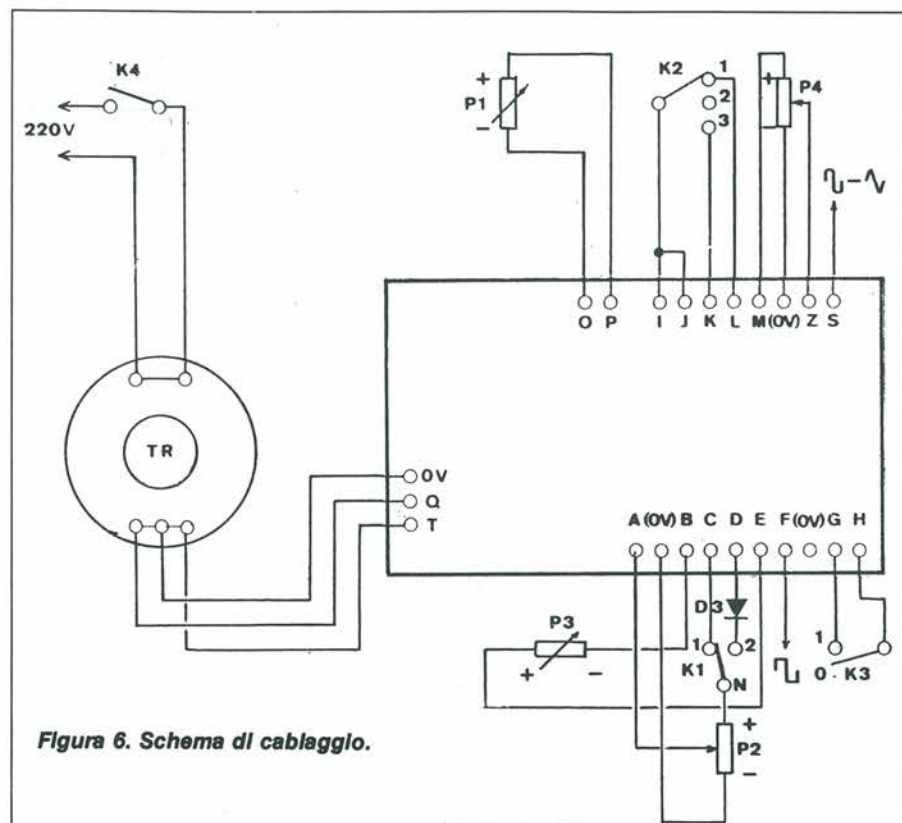 K4
220V
TR
+
P1
-
K2
1
2
3
+
P4
O P I J K L M (0V) Z S
0V
Q
T
A (0V) B C D E F (0V) G H
P3
+ -
D3
1 2
K1
N
+
P2
-
1
0 · K3
Figura 6. Schema di cablaggio.